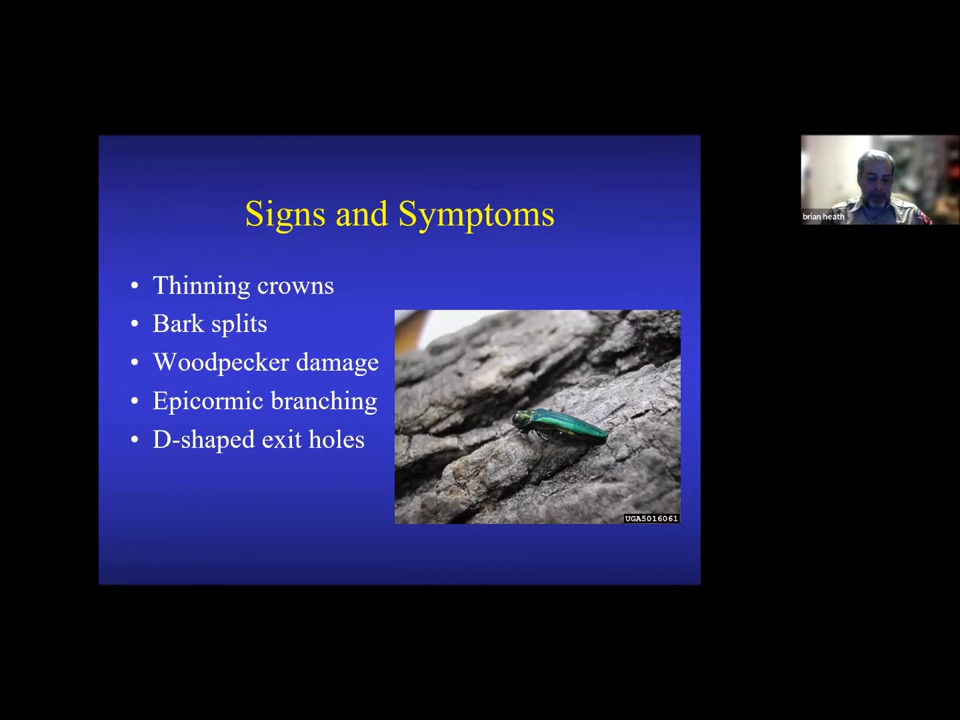 Signs and Symptoms
• Thinning crowns
• Bark splits
• Woodpecker damage
• Epicormic branching
• D-shaped exit holes
UGA5016061
brian heath